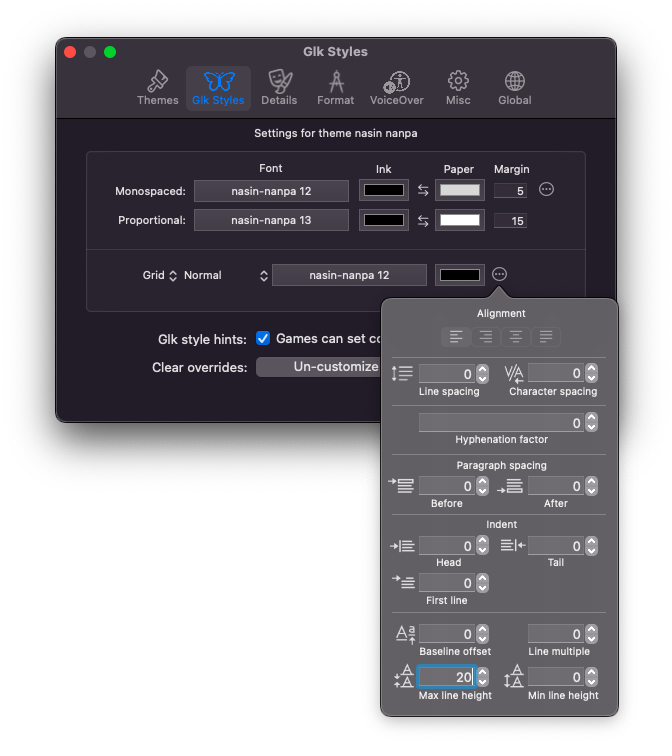 Glk Styles
Themes Glk Styles Details Format VoiceOver Misc Global
Settings for theme nasin nanpa
Font Ink Paper Margin
Monospaced: nasin-nanpa 12 5
Proportional: nasin-nanpa 13 15
Grid Normal nasin-nanpa 12
Glk style hints: Games can set co
Clear overrides: Un-customize
Alignment
0 0
Line spacing Character spacing
0
Hyphenation factor
Paragraph spacing
0 0
Before After
Indent
0 0
Head Tail
0
First line
0 0
Baseline offset Line multiple
20 0
Max line height Min line height